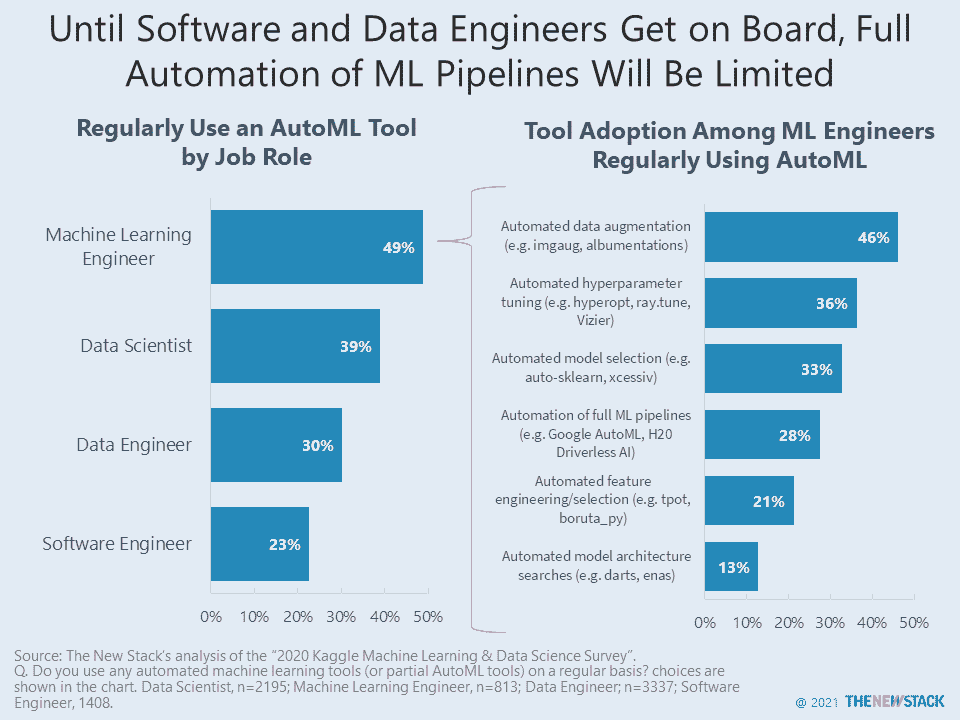 Until Software and Data Engineers Get on Board, Full
Automation of ML Pipelines Will Be Limited
Regularly Use an AutoML Tool
by Job Role
Machine Learning
Engineer
49%
Data Scientist
39%
Data Engineer
30%
Software Engineer
23%
0% 10% 20% 30% 40% 50%
Tool Adoption Among ML Engineers
Regularly Using AutoML
Automated data augmentation
(e.g. imgaug, albumentations)
46%
Automated hyperparameter
tuning (e.g. hyperopt, ray.tune,
Vizier)
36%
Automated model selection (e.g.
auto-sklearn, xcessiv)
33%
Automation of full ML pipelines
(e.g. Google AutoML, H20
Driverless AI)
28%
Automated feature
engineering/selection (e.g. tpot,
boruta_py)
21%
Automated model architecture
searches (e.g. darts, enas)
13%
0% 10% 20% 30% 40% 50%
Source: The New Stack's analysis of the "2020 Kaggle Machine Learning & Data Science Survey".
Q. Do you use any automated machine learning tools (or partial AutoML tools) on a regular basis? choices are
shown in the chart. Data Scientist, n=2195; Machine Learning Engineer, n=813; Data Engineer; n=3337; Software
Engineer, 1408.
@ 2021 THENEWSTACK